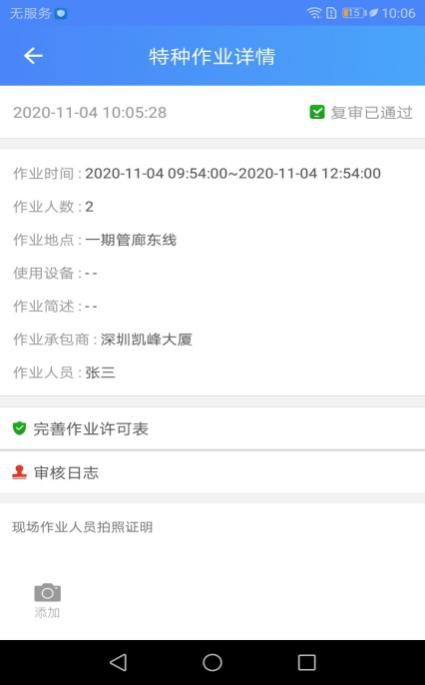 无服务 15 10:06
特种作业详情
2020-11-04 10:05:28 复审已通过
作业时间 : 2020-11-04 09:54:00~2020-11-04 12:54:00
作业人数 : 2
作业地点 : 一期管廊东线
使用设备 : --
作业简述 : --
作业承包商 : 深圳凯峰大厦
作业人员 : 张三
完善作业许可表
审核日志
现场作业人员拍照证明
添加